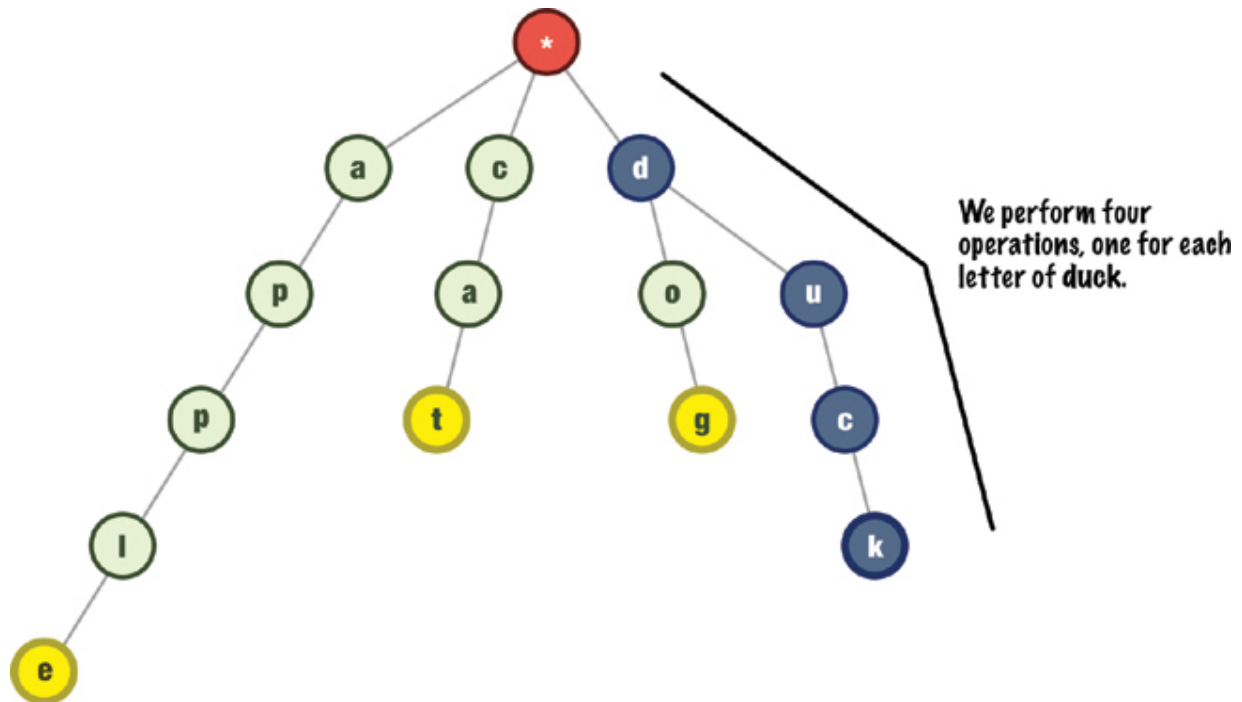 *
a c d
p a o u
p t g c
l k
e
We perform four
operations, one for each
letter of duck.